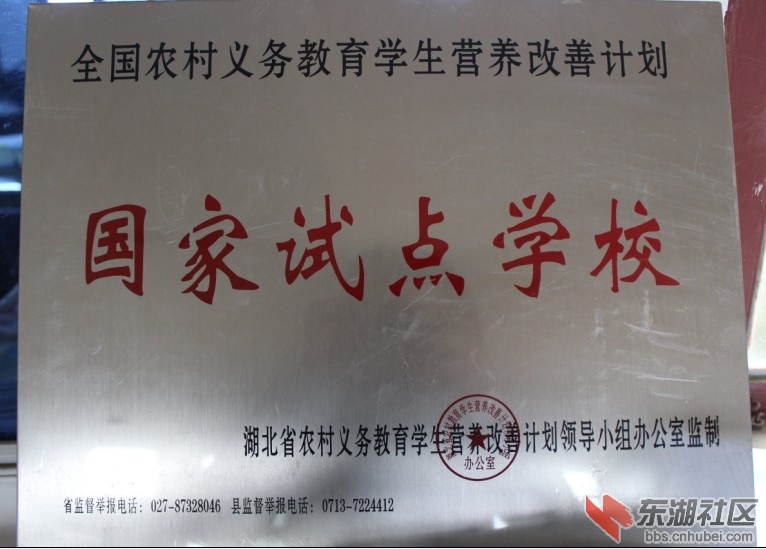 全国农村义务教育学生营养改善计划
国家试点学校
湖北省农村义务教育学生营养改善计划领导小组办公室监制
办公室
省监督举报电话：027-87328046 县监督举报电话：0713-7224412
东湖社区
bbs.cnhubei.com